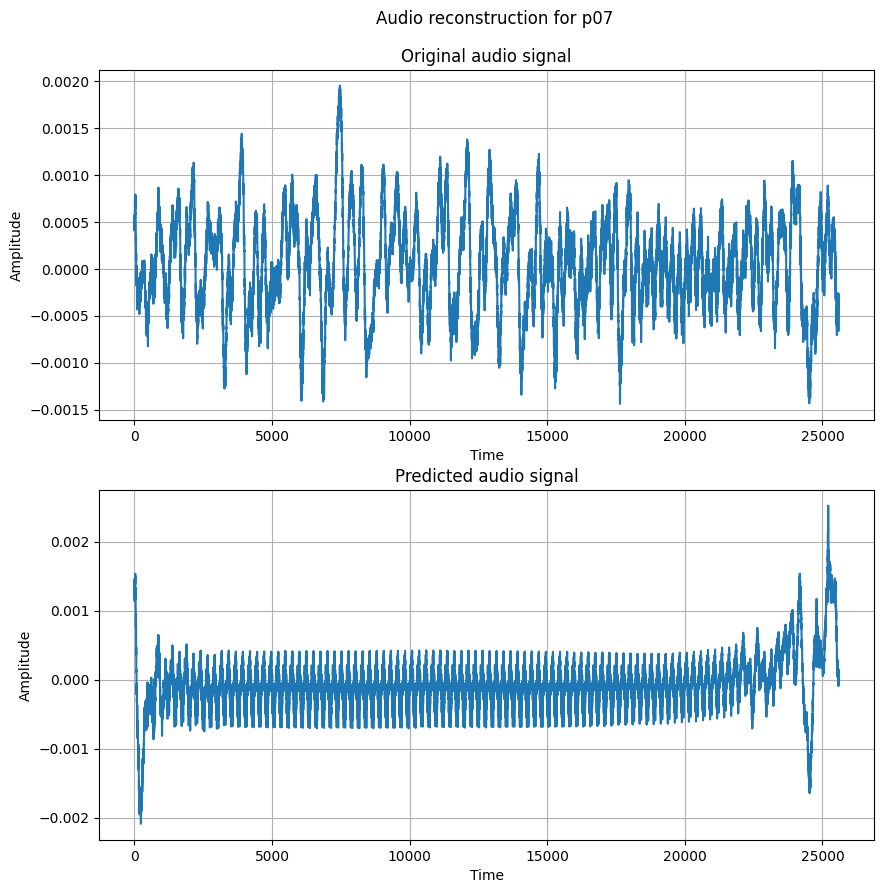 Audio reconstruction for p07
Original audio signal
0.0020
0.0015
0.0010
0.0005
0.0000
−0.0005
−0.0010
−0.0015
Amplitude
0 5000 10000 15000 20000 25000
Time
Predicted audio signal
0.002
0.001
0.000
−0.001
−0.002
Amplitude
0 5000 10000 15000 20000 25000
Time